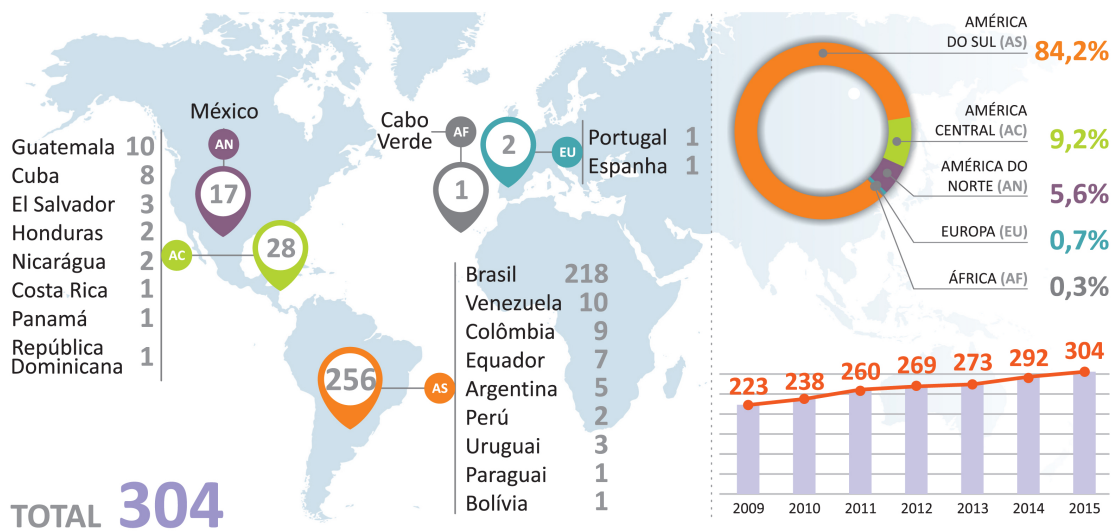 México
AN
17
Guatemala 10
Cuba 8
El Salvador 3
Honduras 2
Nicarágua 2
Costa Rica 1
Panamá 1
República
Dominicana 1
AC
28
Cabo
Verde
AF
1
2
EU
Portugal 1
Espanha 1
256
AS
Brasil 218
Venezuela 10
Colômbia 9
Equador 7
Argentina 5
Perú 2
Uruguai 3
Paraguai 1
Bolívia 1
TOTAL 304
AMÉRICA
DO SUL (AS)
84,2%
AMÉRICA
CENTRAL (AC)
9,2%
AMÉRICA DO
NORTE (AN)
5,6%
EUROPA (EU)
0,7%
ÁFRICA (AF)
0,3%
223 238 260 269 273 292 304
2009 2010 2011 2012 2013 2014 2015